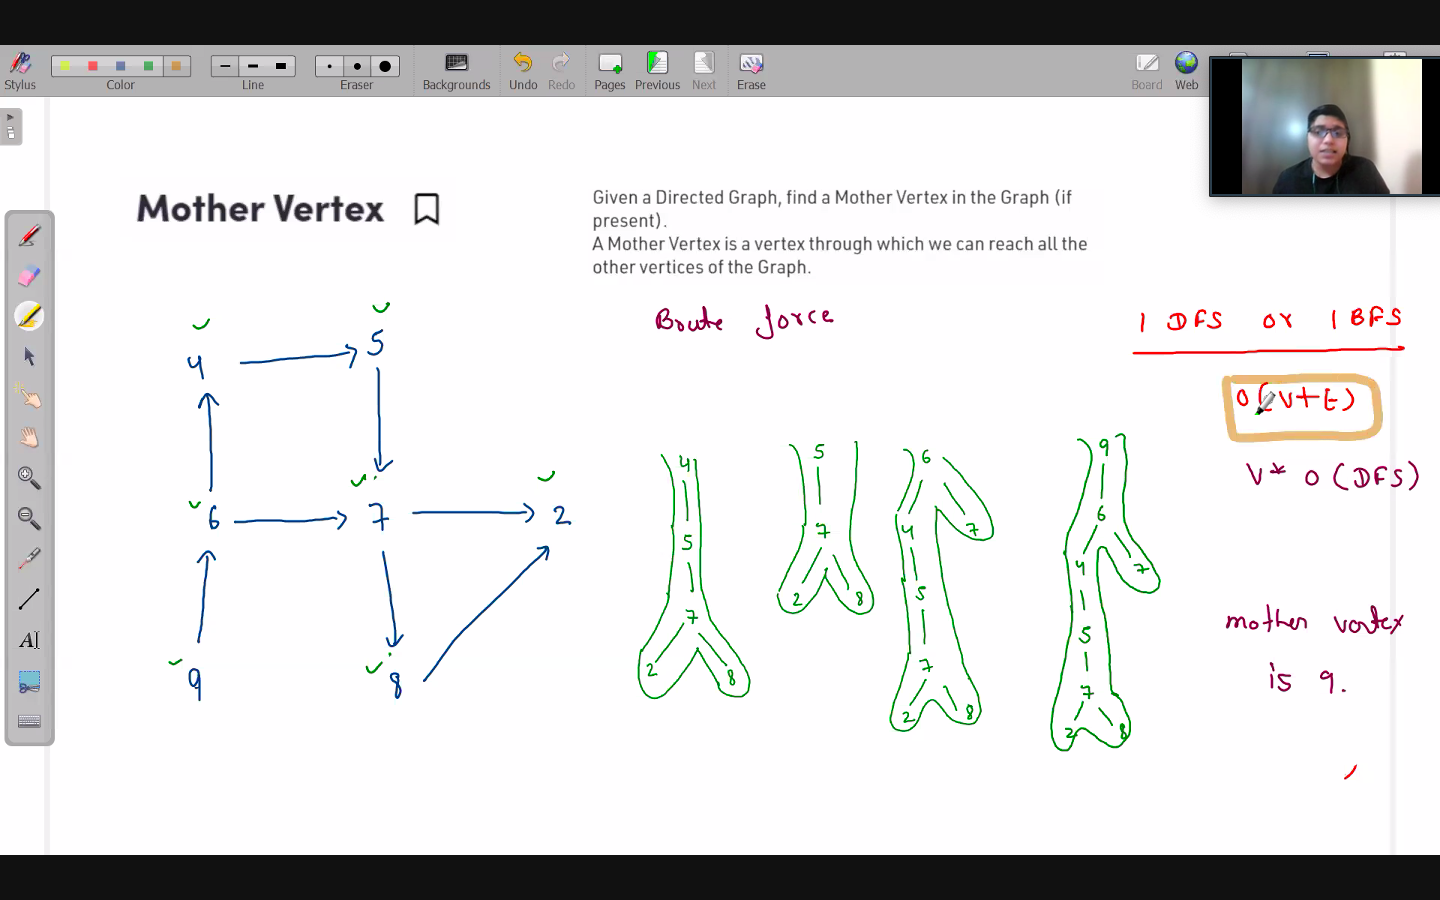 Stylus
Color
Line
Eraser
Backgrounds
Undo
Redo
Pages
Previous
Next
Erase
Board
Web
Mother Vertex
Given a Directed Graph, find a Mother Vertex in the Graph (if
present).
A Mother Vertex is a vertex through which we can reach all the
other vertices of the Graph.
Brute force
1 DFS or 1 BFS
O(V+E)
V* O(DFS)
4 5
6 7 2
9 8
4
5
7
2 8
5
7
2 8
6
4 7
5
7
2 8
9
6
4 7
5
7
2 8
mother vertex
is 9.